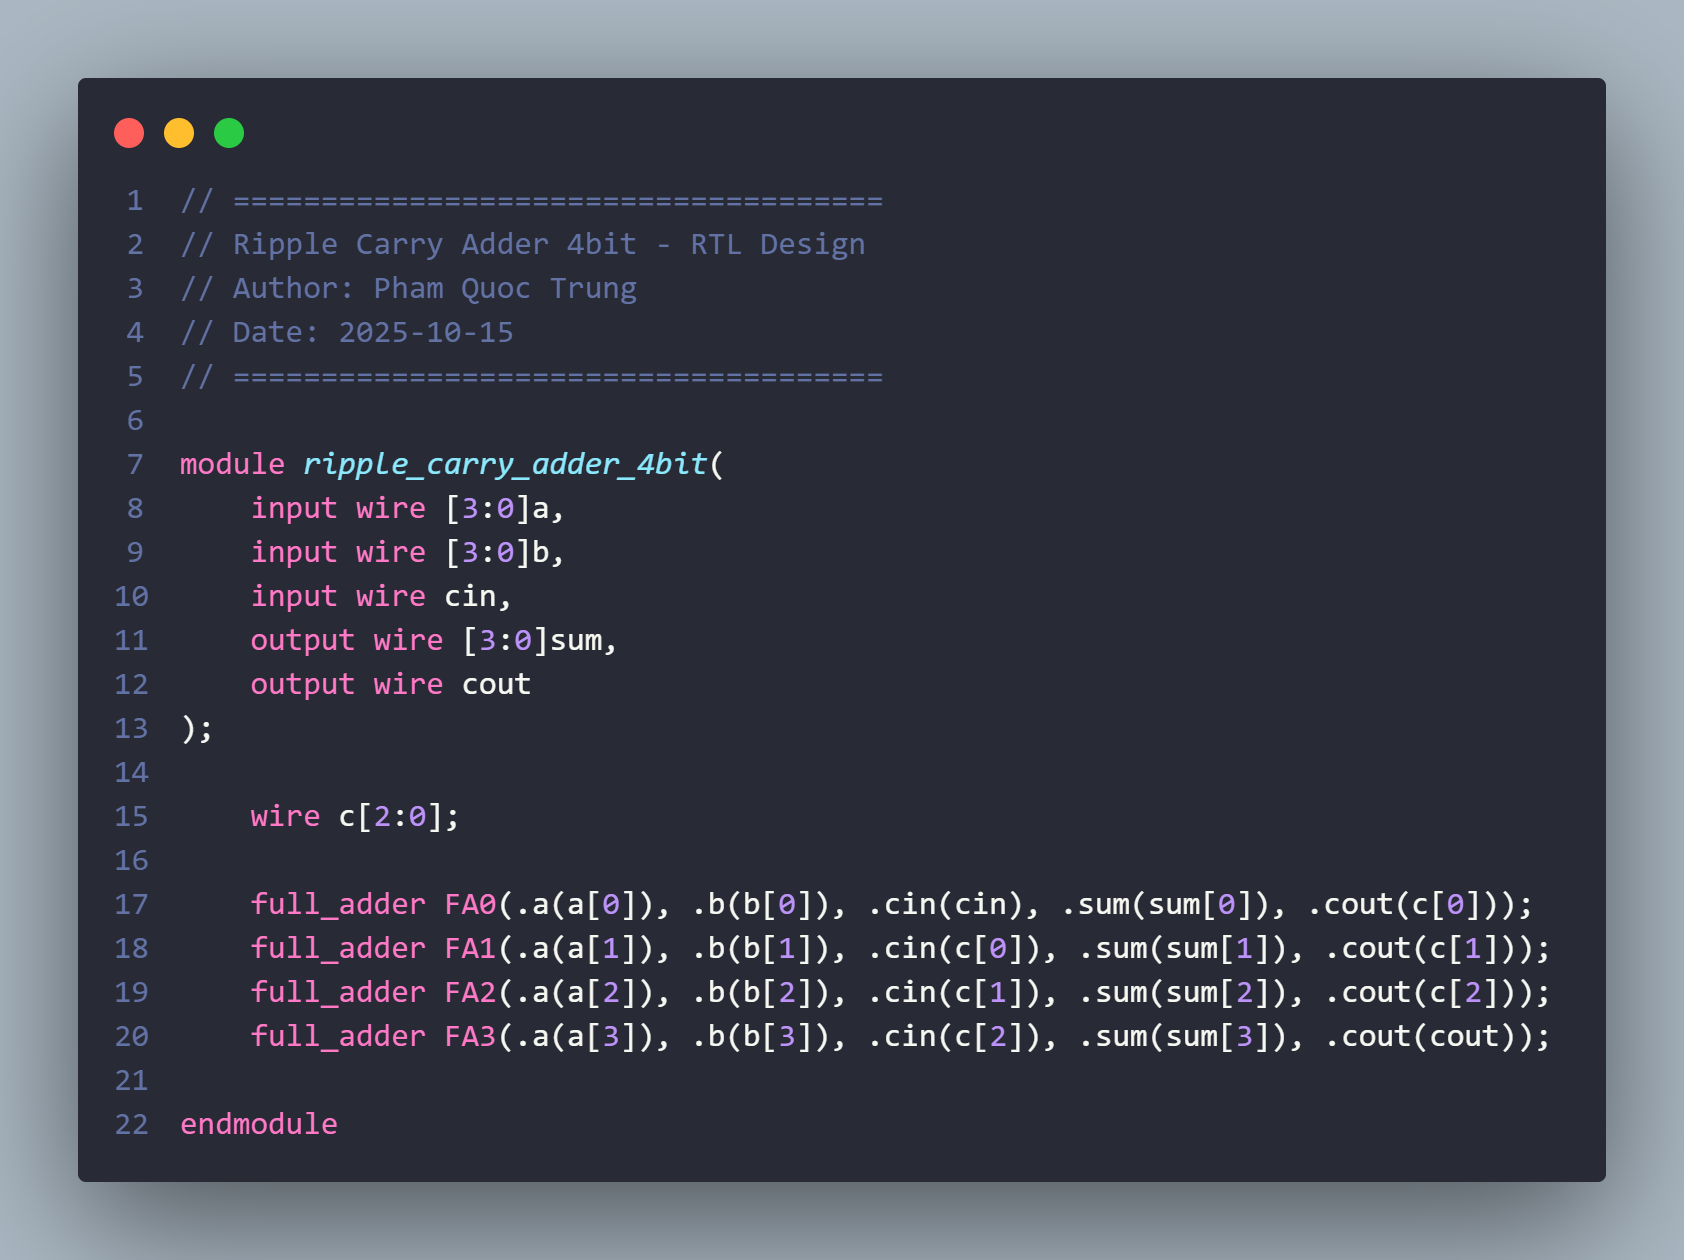 1 // =====================================
2 // Ripple Carry Adder 4bit - RTL Design
3 // Author: Pham Quoc Trung
4 // Date: 2025-10-15
5 // =====================================
6
7 module ripple_carry_adder_4bit(
8     input wire [3:0]a,
9     input wire [3:0]b,
10     input wire cin,
11     output wire [3:0]sum,
12     output wire cout
13 );
14
15     wire c[2:0];
16
17     full_adder FA0(.a(a[0]), .b(b[0]), .cin(cin), .sum(sum[0]), .cout(c[0]));
18     full_adder FA1(.a(a[1]), .b(b[1]), .cin(c[0]), .sum(sum[1]), .cout(c[1]));
19     full_adder FA2(.a(a[2]), .b(b[2]), .cin(c[1]), .sum(sum[2]), .cout(c[2]));
20     full_adder FA3(.a(a[3]), .b(b[3]), .cin(c[2]), .sum(sum[3]), .cout(cout));
21
22 endmodule